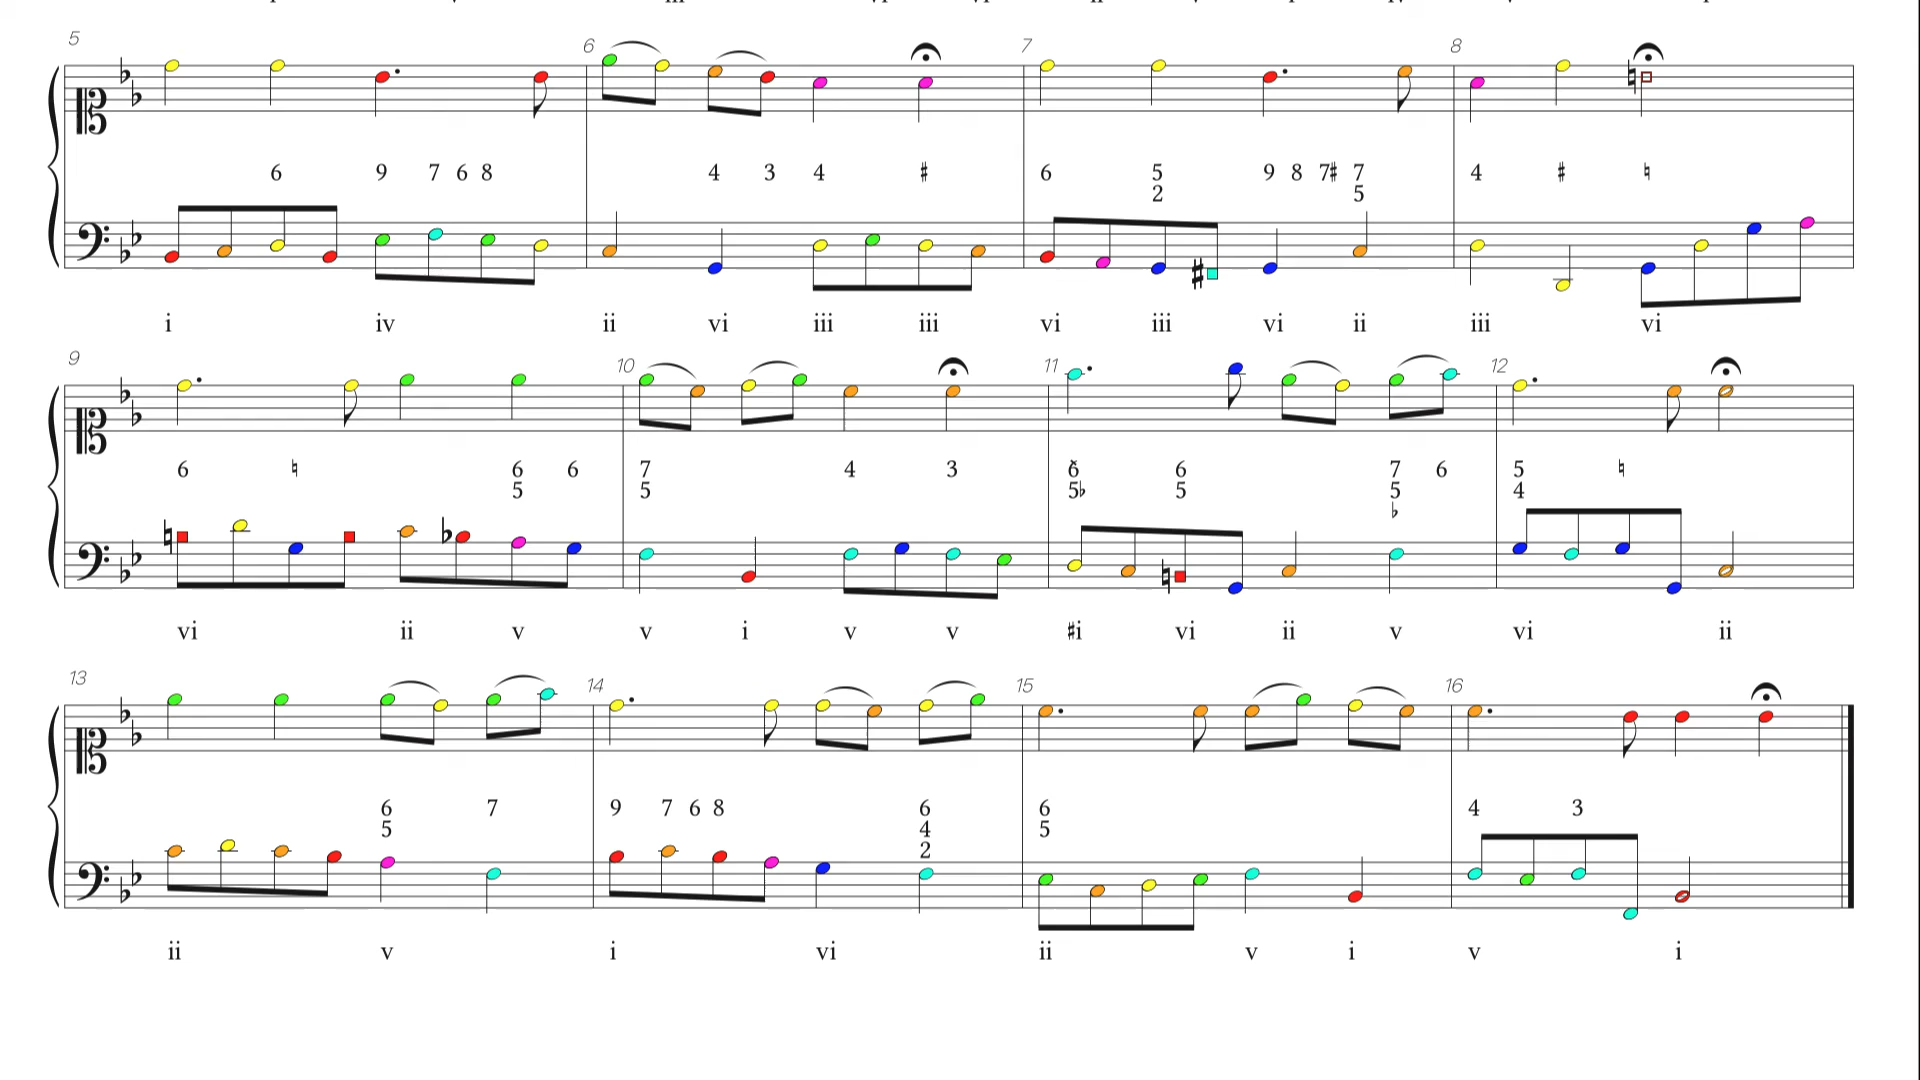 5 6 7 8
6 9 7 6 8 4 3 4 ♯ 6 5 9 8 7♯ 7 4 ♯ ♮
2 5
i iv ii vi iii iii vi iii vi ii iii vi
9 10 11 12
6 ♮ 6 6 7 4 3 6 6 7 6 5 ♮
5 5 5♭ 5 5 4
♭
vi ii v v i v v ♯i vi ii v vi ii
13 14 15 16
6 7 9 7 6 8 6 6 4 3
5 4 5
2
ii v i vi ii v i v i